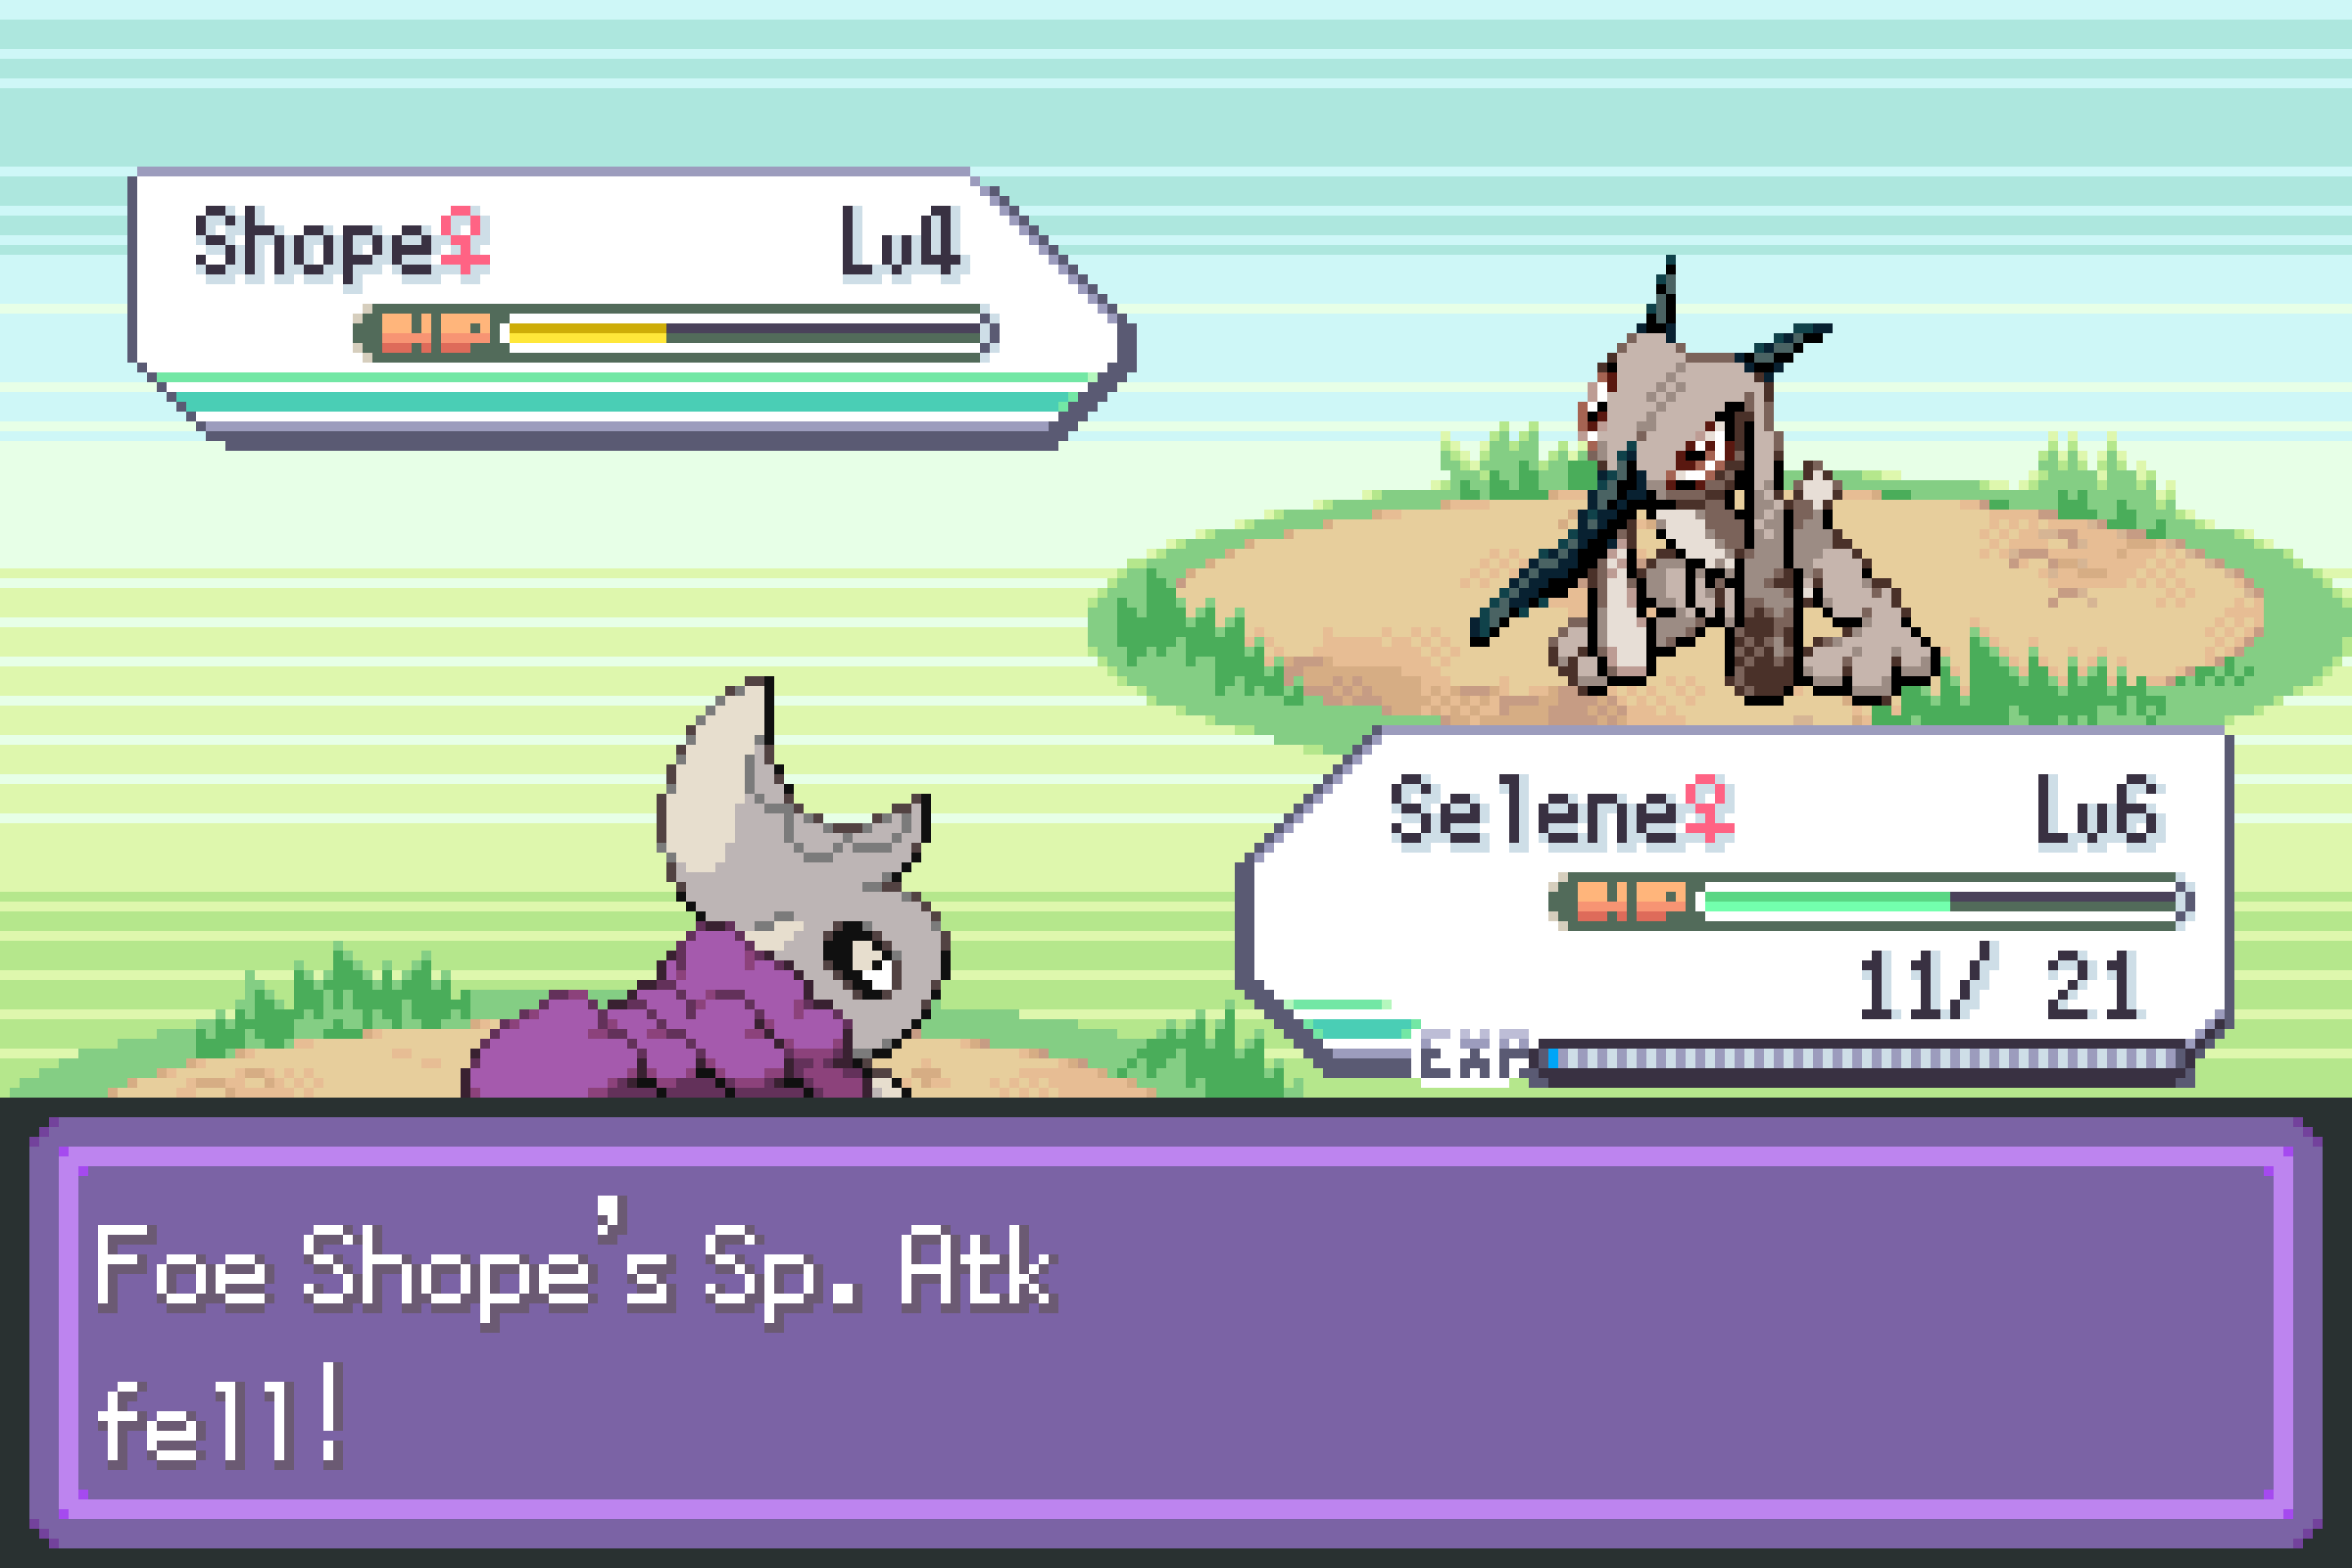 Shope♀ Lv4
HP
Selene♀ Lv6
HP
11/ 21
EXP
Foe Shope's Sp. Atk
fell!